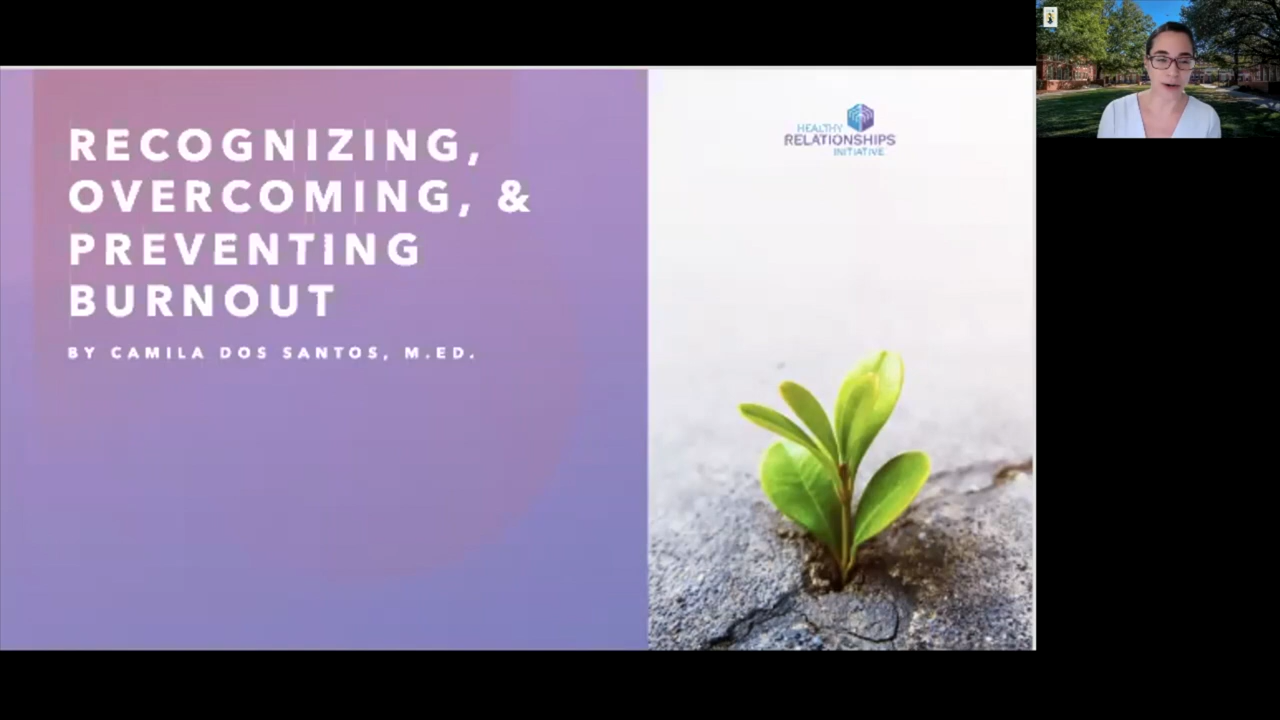 RECOGNIZING,
OVERCOMING, &
PREVENTING
BURNOUT
BY CAMILA DOS SANTOS, M.ED.
HEALTHY
RELATIONSHIPS
INITIATIVE